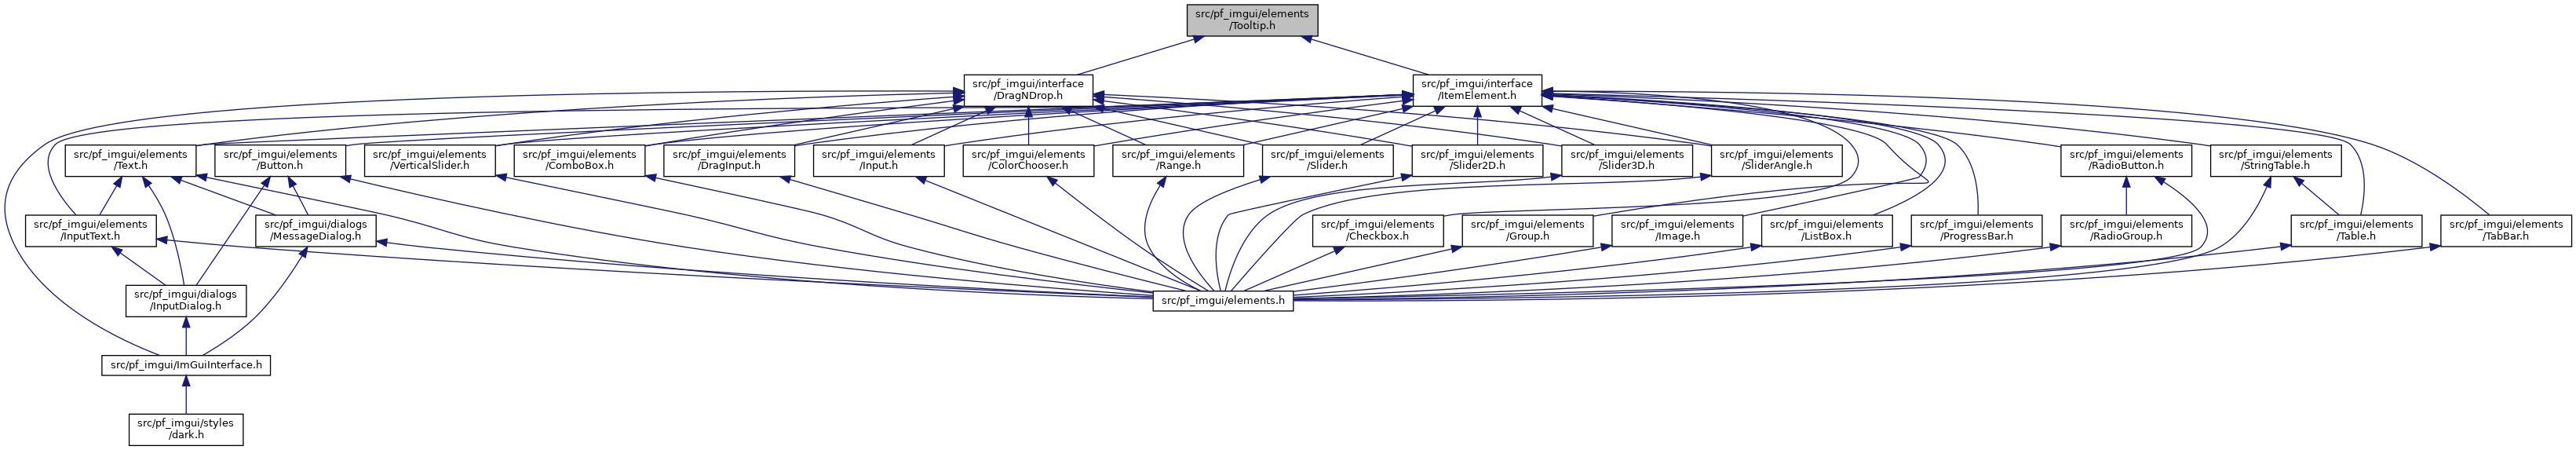 src/pf_imgui/elements
/Tooltip.h
src/pf_imgui/interface
/DragNDrop.h
src/pf_imgui/interface
/ItemElement.h
src/pf_imgui/elements
/Text.h
src/pf_imgui/elements
/Button.h
src/pf_imgui/elements
/VerticalSlider.h
src/pf_imgui/elements
/ComboBox.h
src/pf_imgui/elements
/DragInput.h
src/pf_imgui/elements
/Input.h
src/pf_imgui/elements
/ColorChooser.h
src/pf_imgui/elements
/Range.h
src/pf_imgui/elements
/Slider.h
src/pf_imgui/elements
/Slider2D.h
src/pf_imgui/elements
/Slider3D.h
src/pf_imgui/elements
/SliderAngle.h
src/pf_imgui/elements
/RadioButton.h
src/pf_imgui/elements
/StringTable.h
src/pf_imgui/elements
/InputText.h
src/pf_imgui/dialogs
/MessageDialog.h
src/pf_imgui/elements
/Checkbox.h
src/pf_imgui/elements
/Group.h
src/pf_imgui/elements
/Image.h
src/pf_imgui/elements
/ListBox.h
src/pf_imgui/elements
/ProgressBar.h
src/pf_imgui/elements
/RadioGroup.h
src/pf_imgui/elements
/Table.h
src/pf_imgui/elements
/TabBar.h
src/pf_imgui/dialogs
/InputDialog.h
src/pf_imgui/elements.h
src/pf_imgui/ImGuiInterface.h
src/pf_imgui/styles
/dark.h